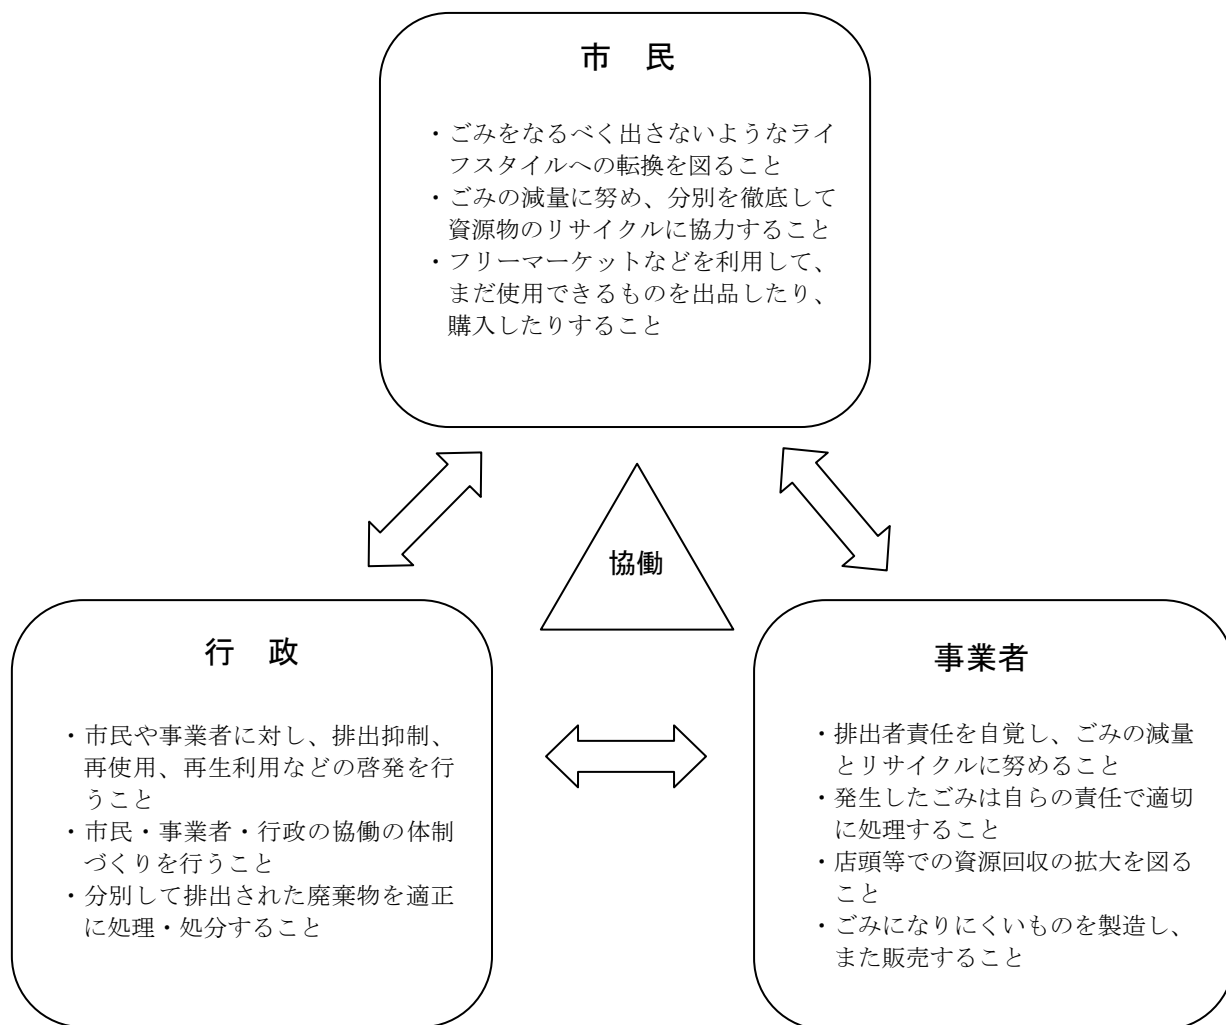 市　民
・ごみをなるべく出さないようなライ
フスタイルへの転換を図ること
・ごみの減量に努め、分別を徹底して
資源物のリサイクルに協力すること
・フリーマーケットなどを利用して、
まだ使用できるものを出品したり、
購入したりすること
協働
行　政
・市民や事業者に対し、排出抑制、
再使用、再生利用などの啓発を行
うこと
・市民・事業者・行政の協働の体制
づくりを行うこと
・分別して排出された廃棄物を適正
に処理・処分すること
事業者
・排出者責任を自覚し、ごみの減量
とリサイクルに努めること
・発生したごみは自らの責任で適切
に処理すること
・店頭等での資源回収の拡大を図る
こと
・ごみになりにくいものを製造し、
また販売すること